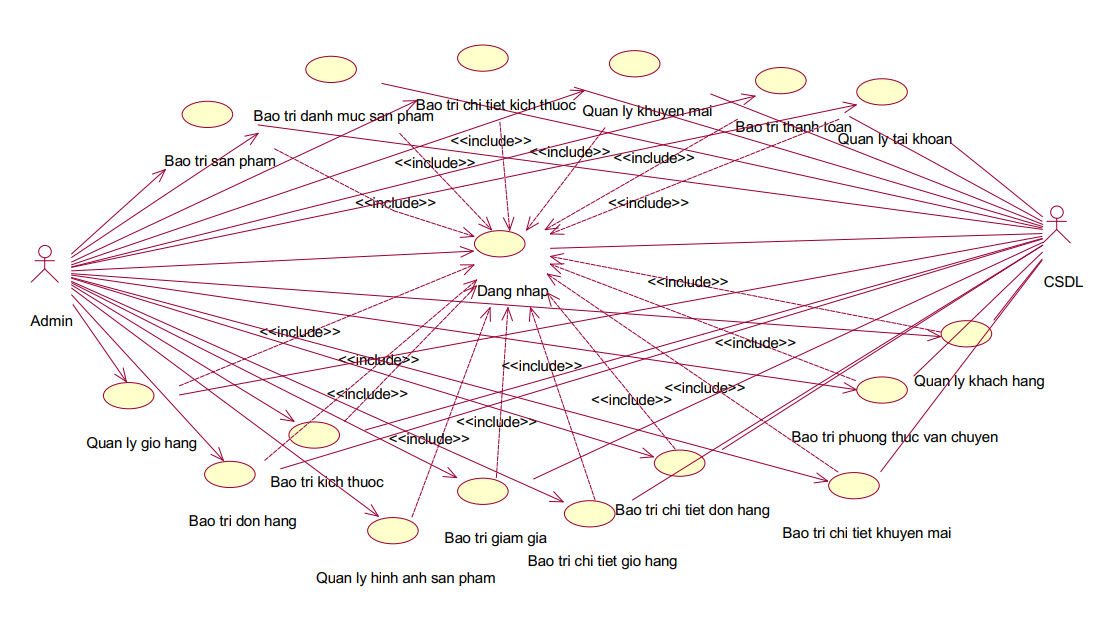 Bao tri chi tiet kich thuoc
Quan ly khuyen mai
Bao tri danh muc san pham
Bao tri thanh toan
Quan ly tai khoan
<<include>>
<<include>>
<<include>>
<<include>>
Bao tri san pham
<<include>>
<<include>>
Dang nhap
<<include>>
CSDL
Admin
<<include>>
<<include>>
<<include>>
<<include>>
<<include>>
<<include>>
<<include>>
<<include>>
<<include>>
Quan ly khach hang
Quan ly gio hang
<<include>>
Bao tri phuong thuc van chuyen
Bao tri kich thuoc
Bao tri chi tiet don hang
Bao tri don hang
Bao tri giam gia
Bao tri chi tiet khuyen mai
Bao tri chi tiet gio hang
Quan ly hinh anh san pham